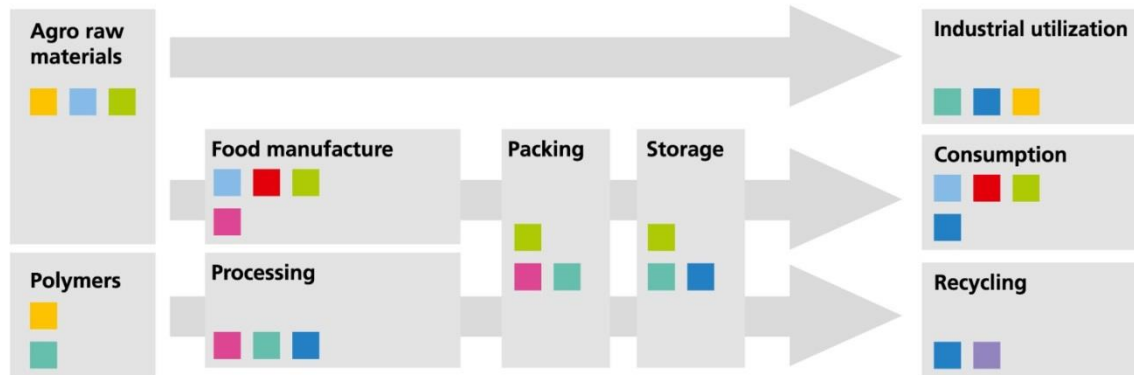 Agro raw
materials
Industrial utilization
Food manufacture
Packing
Storage
Consumption
Polymers
Processing
Recycling